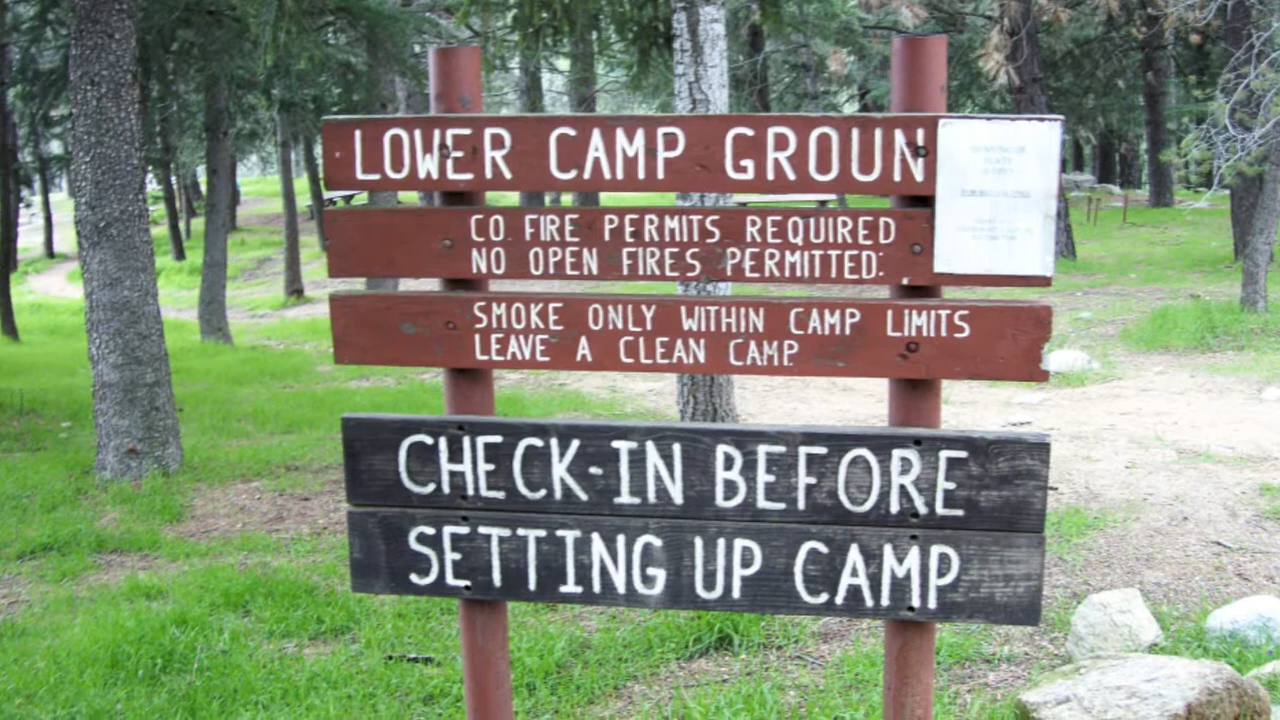 LOWER CAMP GROUN
CO. FIRE PERMITS REQUIRED
NO OPEN FIRES PERMITTED.
SMOKE ONLY WITHIN CAMP LIMITS
LEAVE A CLEAN CAMP.
CHECK-IN BEFORE
SETTING UP CAMP